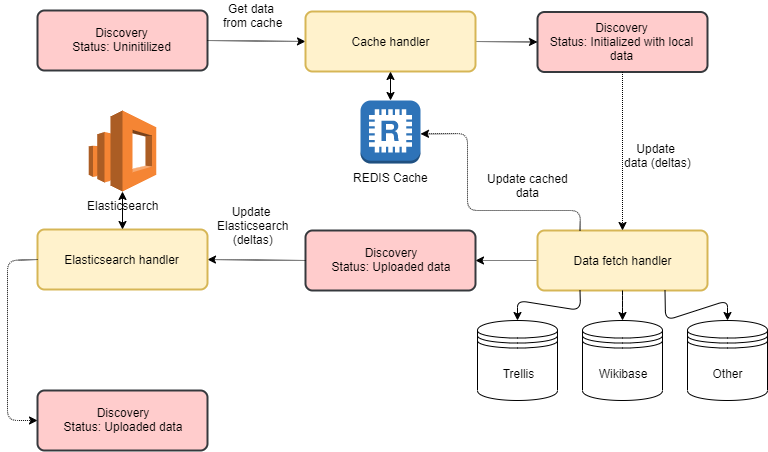 Discovery
Status: Uninitilized
Get data
from cache
Cache handler
Discovery
Status: Initialized with local
data
R
REDIS Cache
Update
data (deltas)
Update cached
data
Elasticsearch
Update
Elasticsearch
(deltas)
Elasticsearch handler
Discovery
Status: Uploaded data
Data fetch handler
Trellis
Wikibase
Other
Discovery
Status: Uploaded data